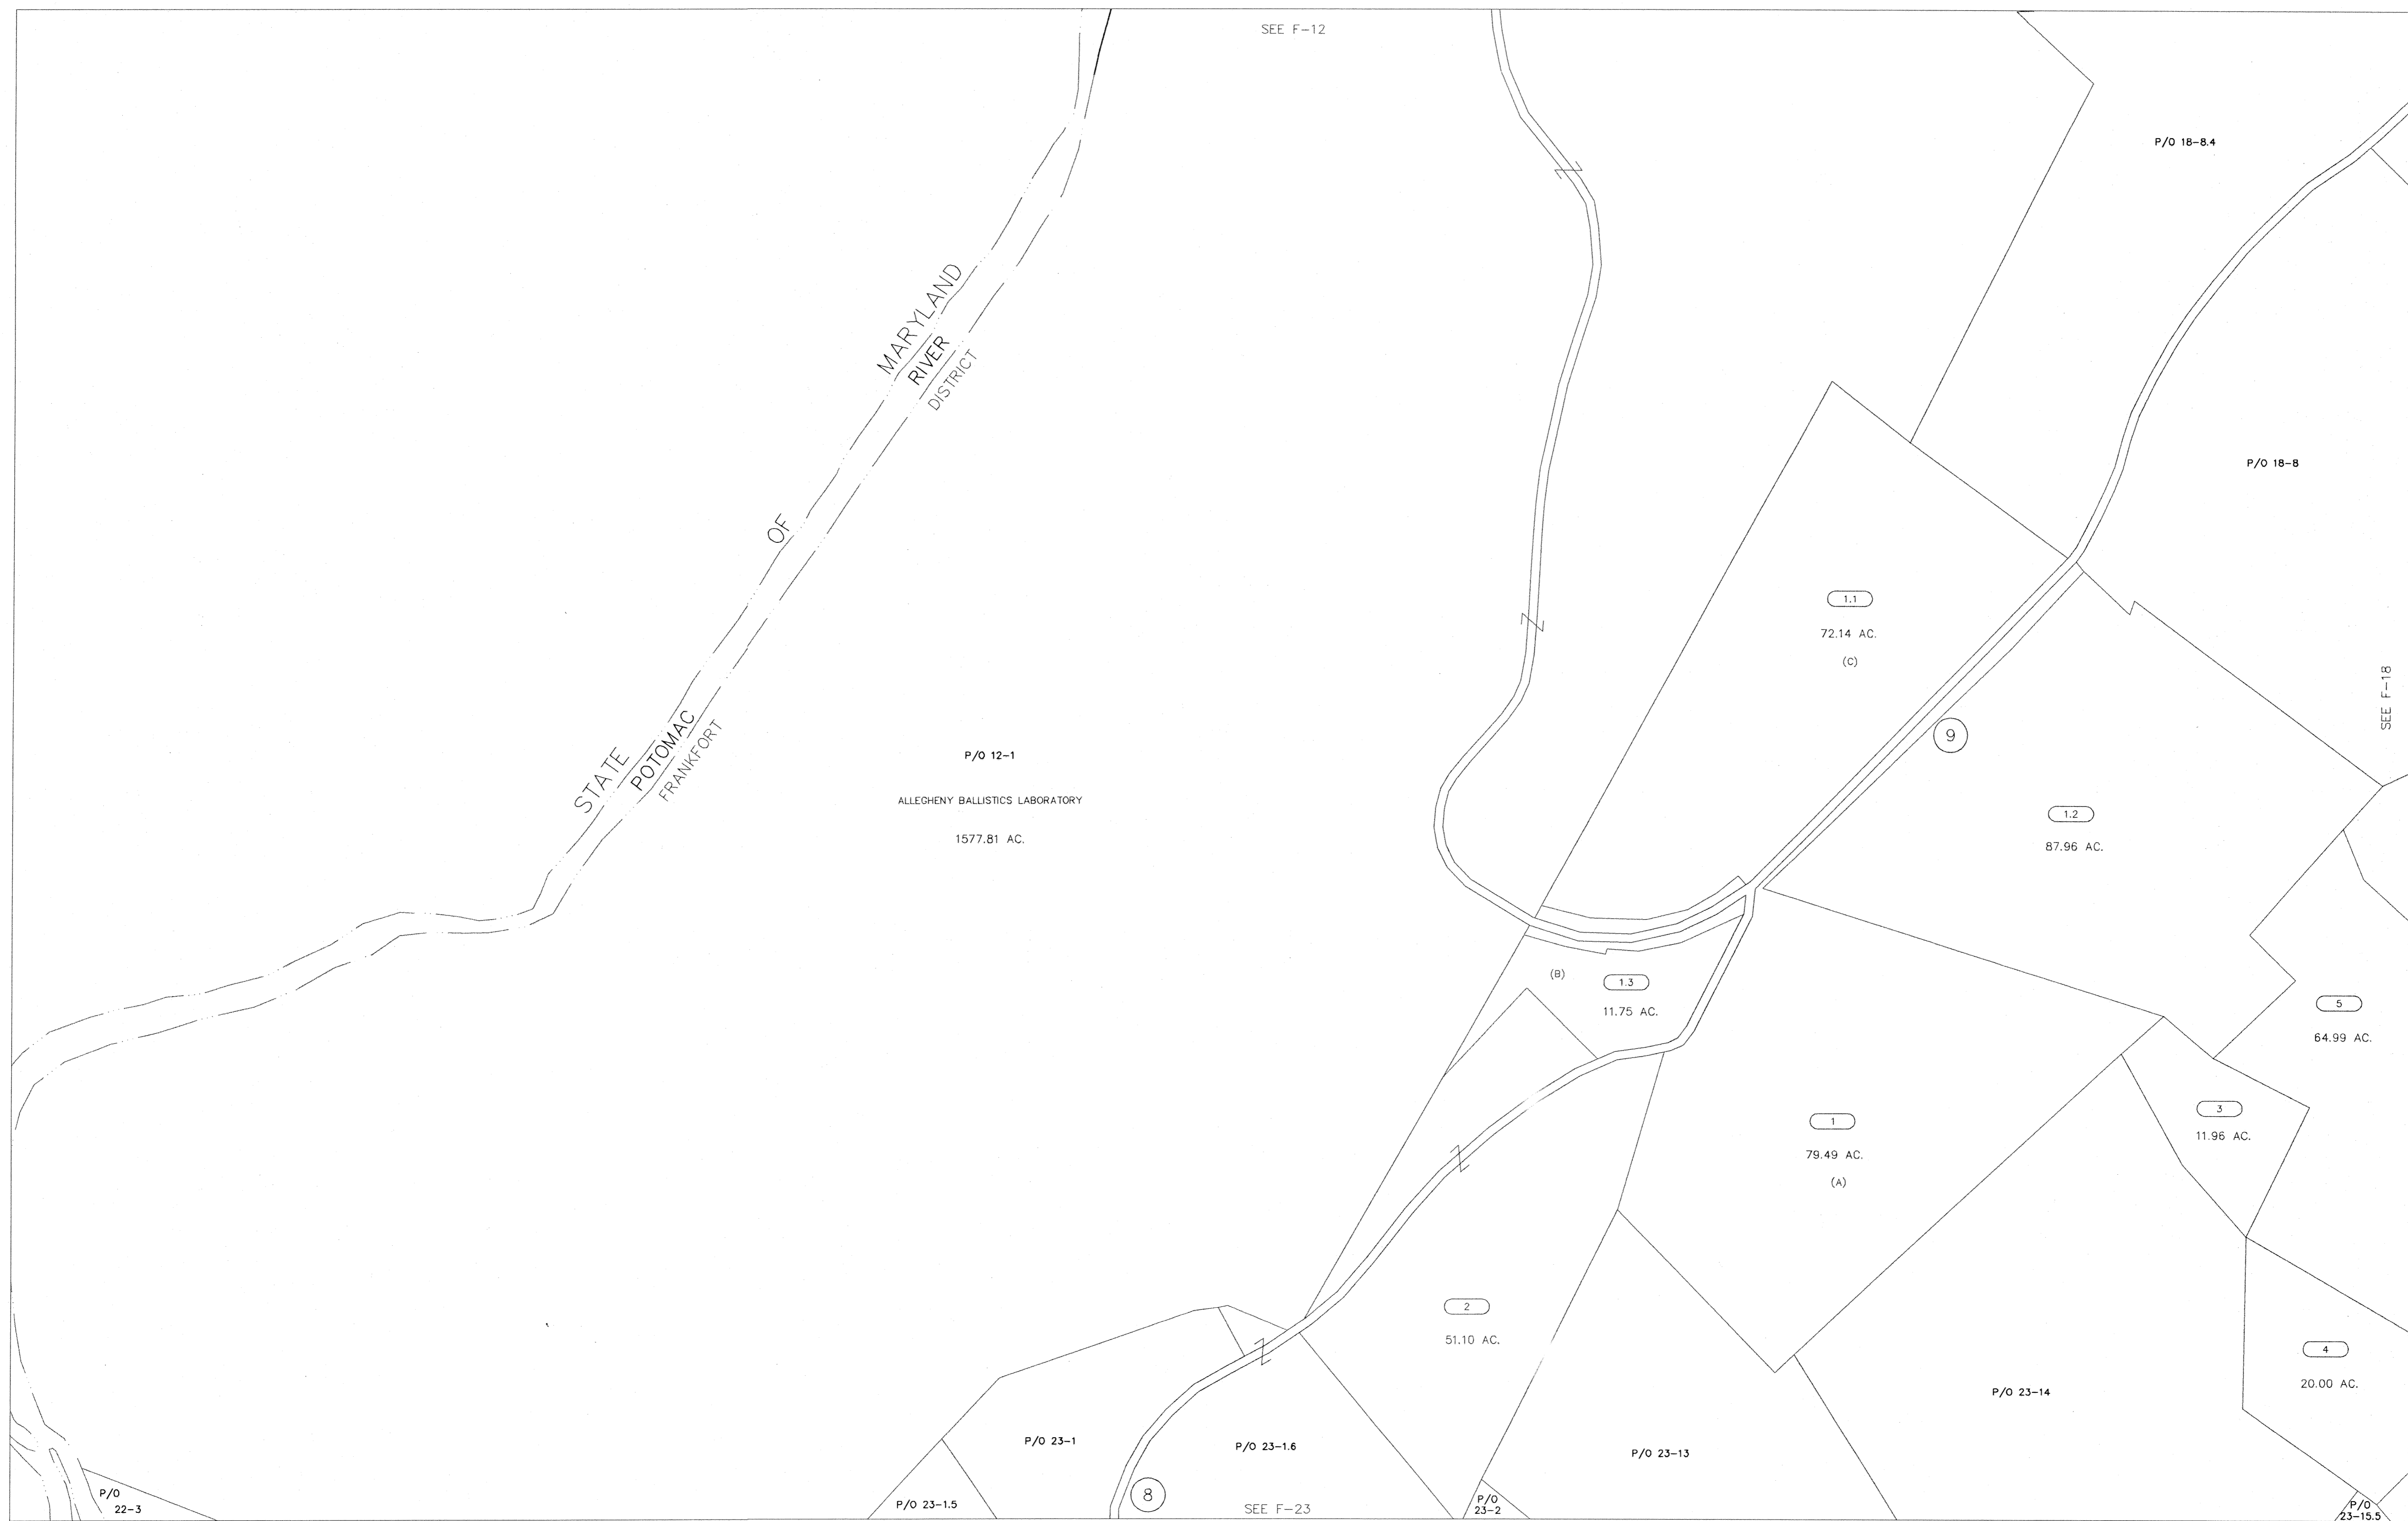 SEE F-12
P/O 18-8.4
STATE OF MARYLAND
POTOMAC RIVER
FRANKFORT DISTRICT
P/O 18-8
1.1
72.14 AC.
(C)
SEE F-18
9
P/O 12-1
ALLEGHENY BALLISTICS LABORATORY
1577.81 AC.
1.2
87.96 AC.
(B)
1.3
11.75 AC.
5
64.99 AC.
1
79.49 AC.
(A)
3
11.96 AC.
2
51.10 AC.
4
20.00 AC.
P/O 23-14
P/O 23-1
P/O 23-1.6
P/O 23-13
P/O
22-3
P/O 23-1.5
8
SEE F-23
P/O
23-2
P/O
23-15.5